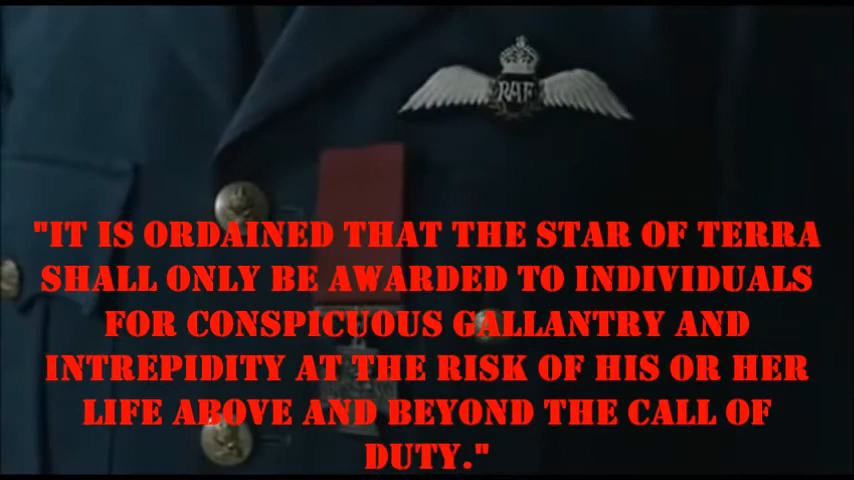 RAF
"IT IS ORDAINED THAT THE STAR OF TERRA
SHALL ONLY BE AWARDED TO INDIVIDUALS
FOR CONSPICUOUS GALLANTRY AND
INTREPIDITY AT THE RISK OF HIS OR HER
LIFE ABOVE AND BEYOND THE CALL OF
DUTY."